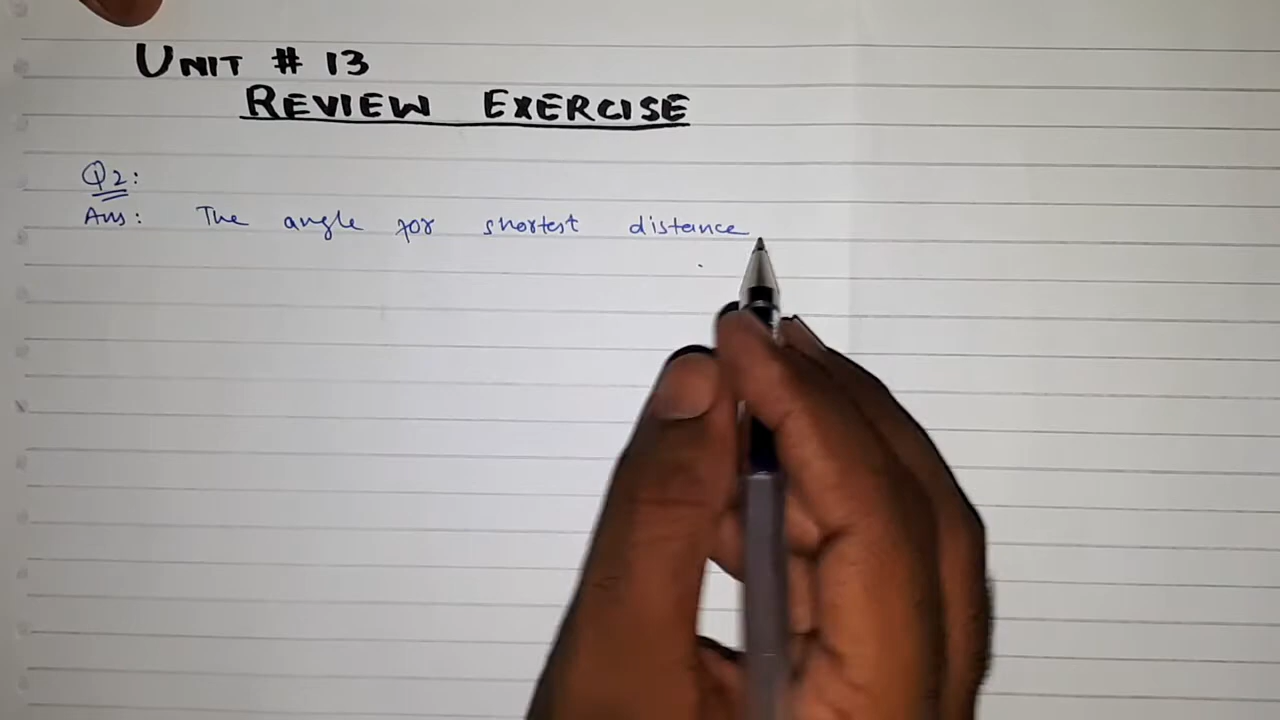 UNIT # 13
REVIEW EXERCISE
Q2:
Ans: The angle for shortest distance